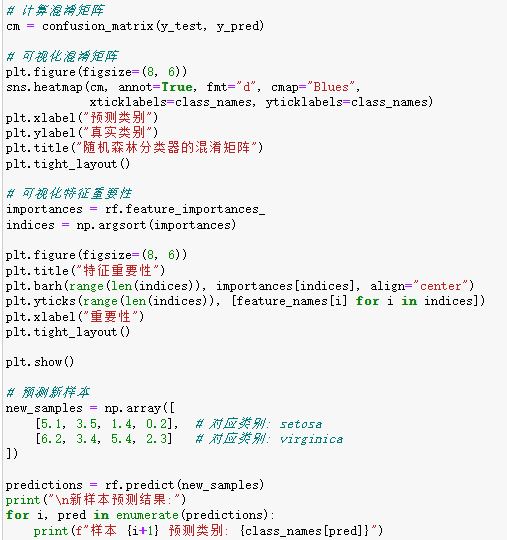 # 计算混淆矩阵
cm = confusion_matrix(y_test, y_pred)

# 可视化混淆矩阵
plt.figure(figsize=(8, 6))
sns.heatmap(cm, annot=True, fmt="d", cmap="Blues",
            xticklabels=class_names, yticklabels=class_names)
plt.xlabel("预测类别")
plt.ylabel("真实类别")
plt.title("随机森林分类器的混淆矩阵")
plt.tight_layout()

# 可视化特征重要性
importances = rf.feature_importances_
indices = np.argsort(importances)

plt.figure(figsize=(8, 6))
plt.title("特征重要性")
plt.barh(range(len(indices)), importances[indices], align="center")
plt.yticks(range(len(indices)), [feature_names[i] for i in indices])
plt.xlabel("重要性")
plt.tight_layout()

plt.show()

# 预测新样本
new_samples = np.array([
    [5.1, 3.5, 1.4, 0.2],  # 对应类别: setosa
    [6.2, 3.4, 5.4, 2.3]   # 对应类别: virginica
])

predictions = rf.predict(new_samples)
print("\n新样本预测结果:")
for i, pred in enumerate(predictions):
    print(f"样本 {i+1} 预测类别: {class_names[pred]}")